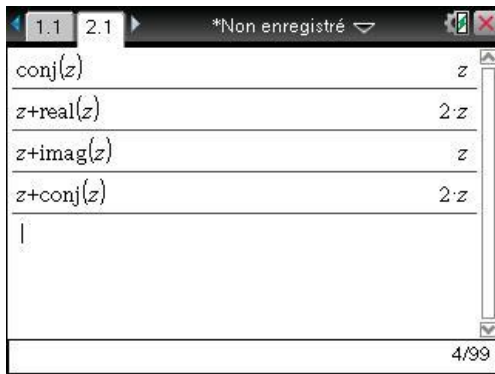 1.1 2.1 *Non enregistré
conj(z) z
z+real(z) 2·z
z+imag(z) z
z+conj(z) 2·z
4/99